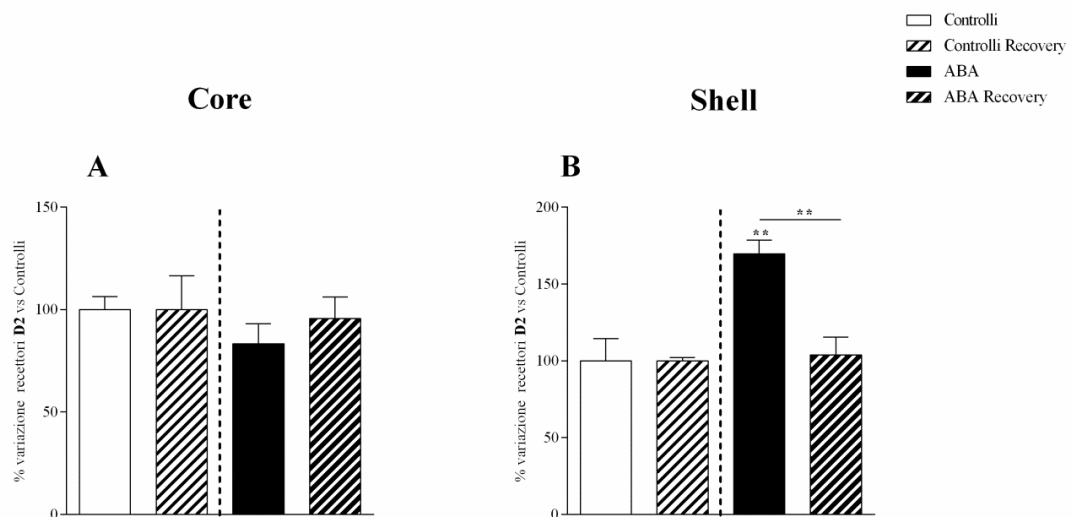 Controlli
Controlli Recovery
ABA
ABA Recovery
Core
Shell
A
B
% variazione recettori D2 vs Controlli
150
100
50
0
% variazione recettori D2 vs Controlli
200
150
100
50
0
**
**